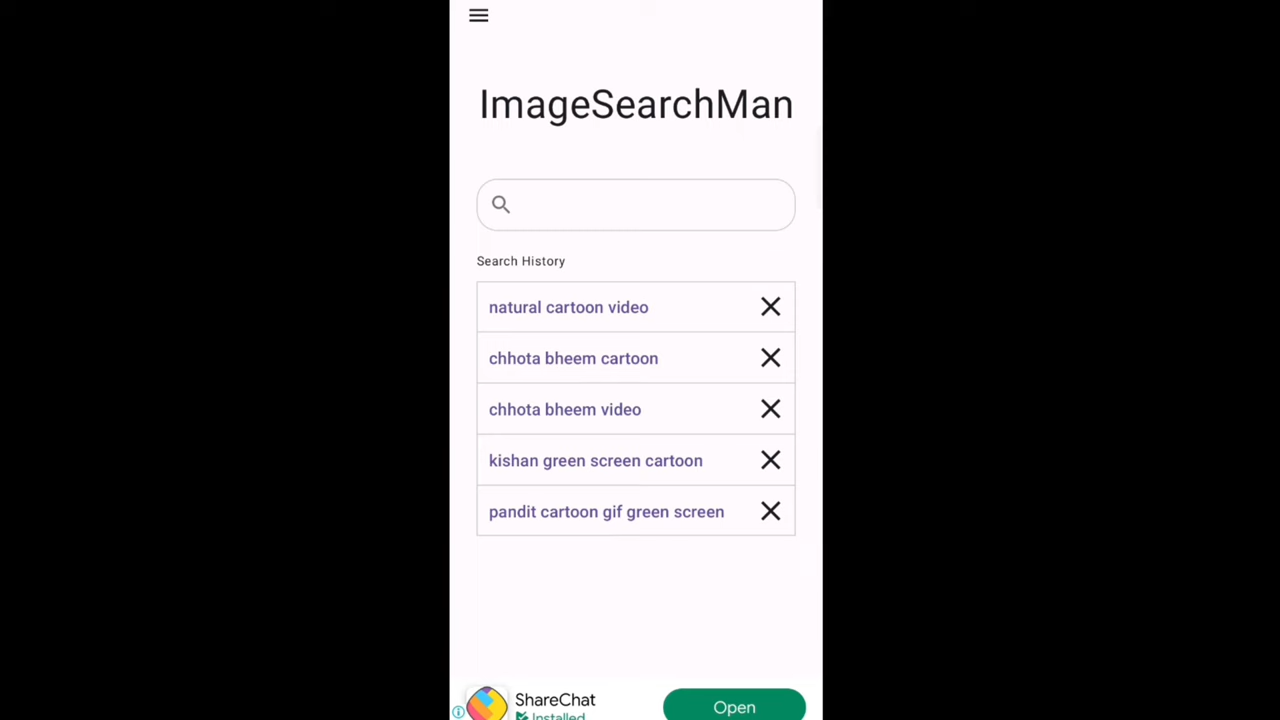 ImageSearchMan
Search History
natural cartoon video
chhota bheem cartoon
chhota bheem video
kishan green screen cartoon
pandit cartoon gif green screen
ShareChat
Open
Installed